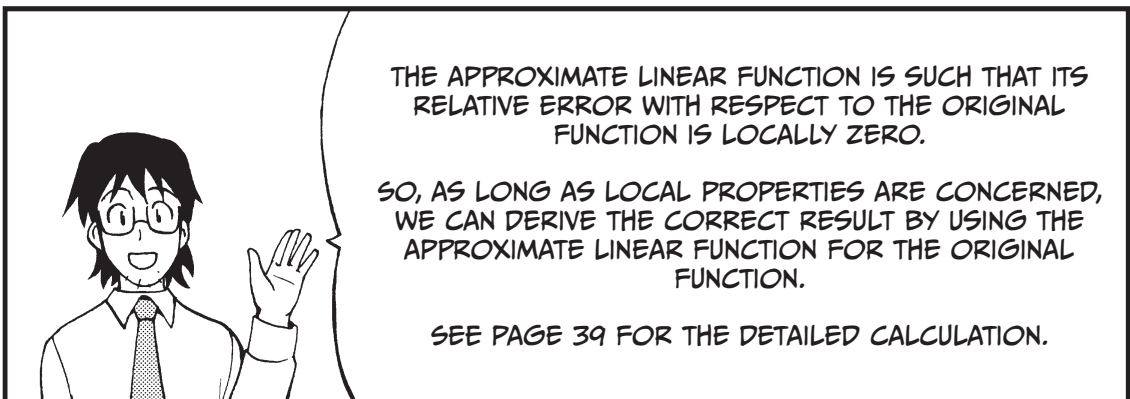 THE APPROXIMATE LINEAR FUNCTION IS SUCH THAT ITS
RELATIVE ERROR WITH RESPECT TO THE ORIGINAL
FUNCTION IS LOCALLY ZERO.
SO, AS LONG AS LOCAL PROPERTIES ARE CONCERNED,
WE CAN DERIVE THE CORRECT RESULT BY USING THE
APPROXIMATE LINEAR FUNCTION FOR THE ORIGINAL
FUNCTION.
SEE PAGE 39 FOR THE DETAILED CALCULATION.